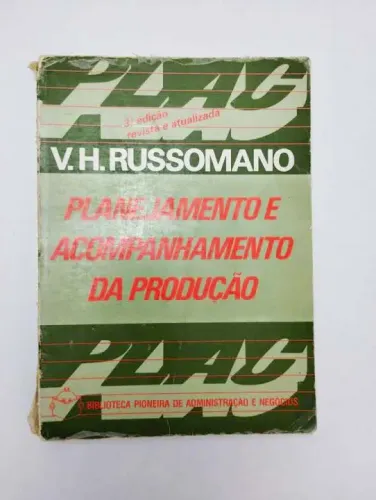 PLAC
3ª edição
revista e atualizada
V.H. RUSSOMANO
PLANEJAMENTO E
ACOMPANHAMENTO
DA PRODUÇÃO
PLAC
BIBLIOTECA PIONEIRA DE ADMINISTRAÇÃO E NEGÓCIOS